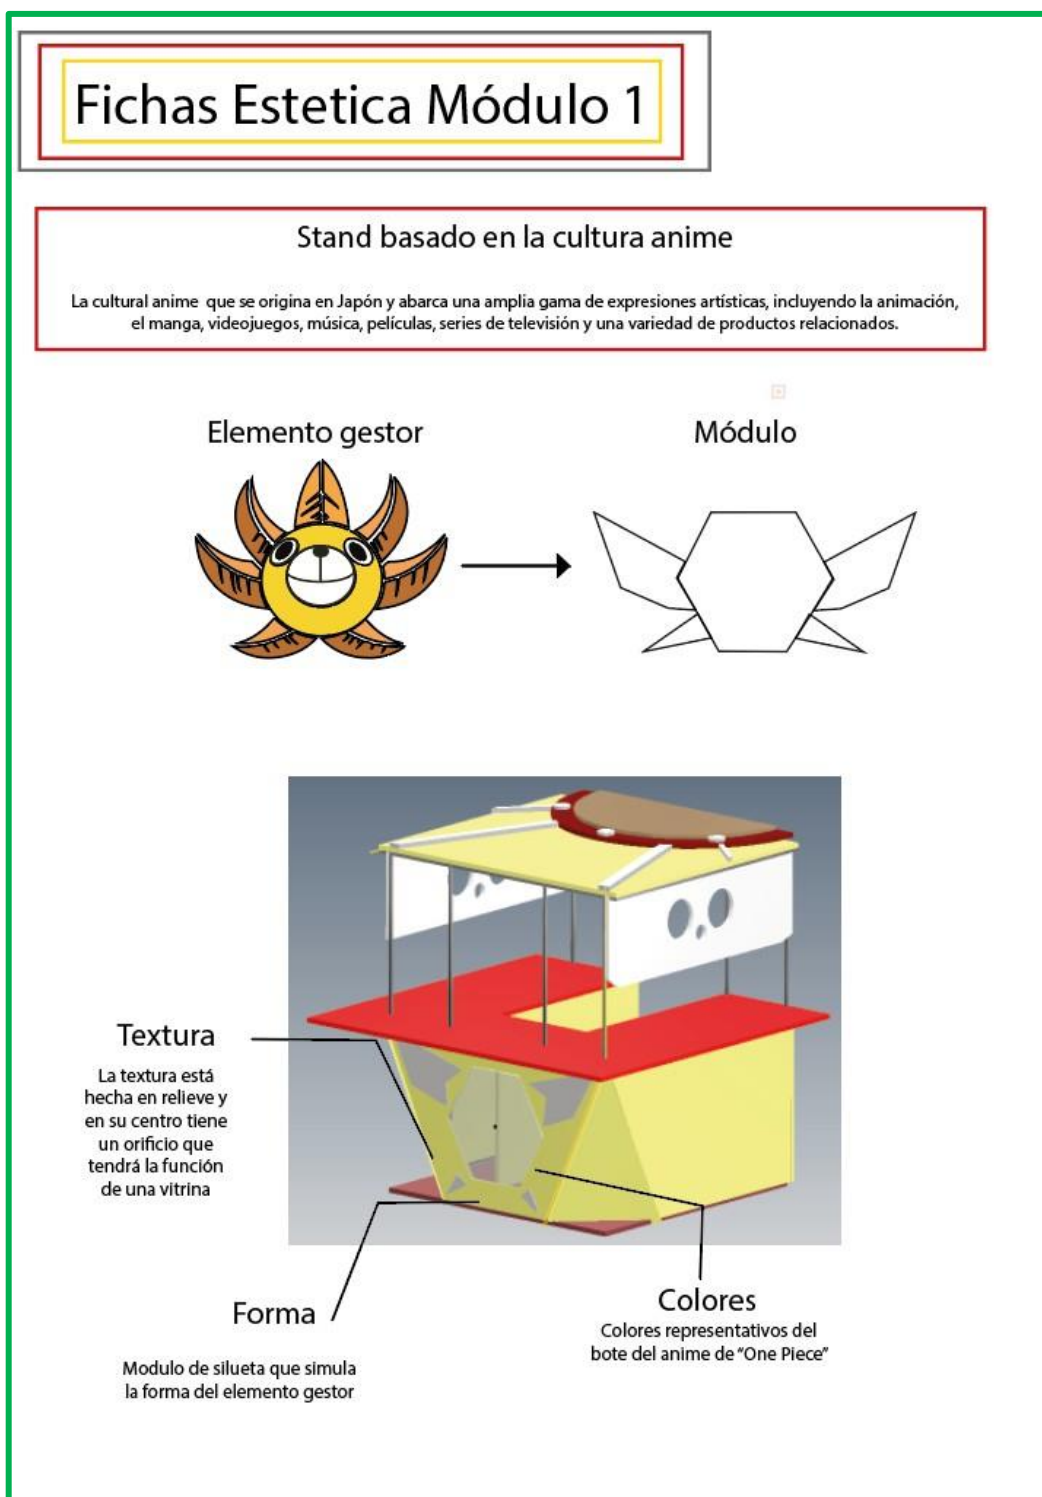 Fichas Estetica Módulo 1
Stand basado en la cultura anime
La cultural anime que se origina en Japón y abarca una amplia gama de expresiones artísticas, incluyendo la animación,
el manga, videojuegos, música, películas, series de televisión y una variedad de productos relacionados.
Elemento gestor
Módulo
Textura
La textura está
hecha en relieve y
en su centro tiene
un orificio que
tendrá la función
de una vitrina
Forma
Modulo de silueta que simula
la forma del elemento gestor
Colores
Colores representativos del
bote del anime de “One Piece”